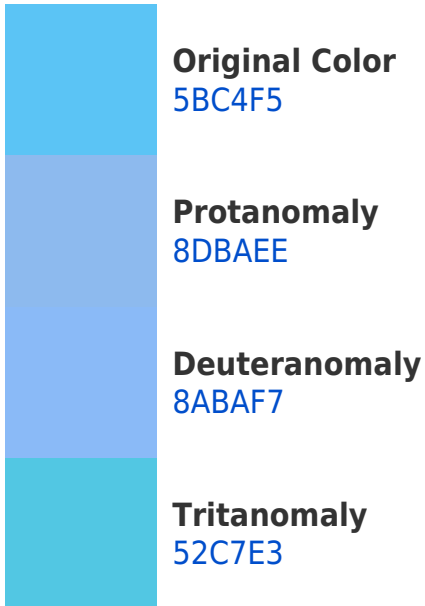 Original Color
5BC4F5
Protanomaly
8DBAEE
Deuteranomaly
8ABAF7
Tritanomaly
52C7E3